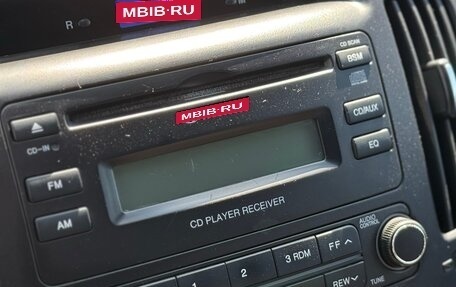 MBIB-RU
R
CD SCAN
BSM
MBIB-RU
CD/AUX
CD-IN
EQ
FM
AM
CD PLAYER RECEIVER
AUDIO CONTROL
1
2
3 RDM
FF
REW
TUNE